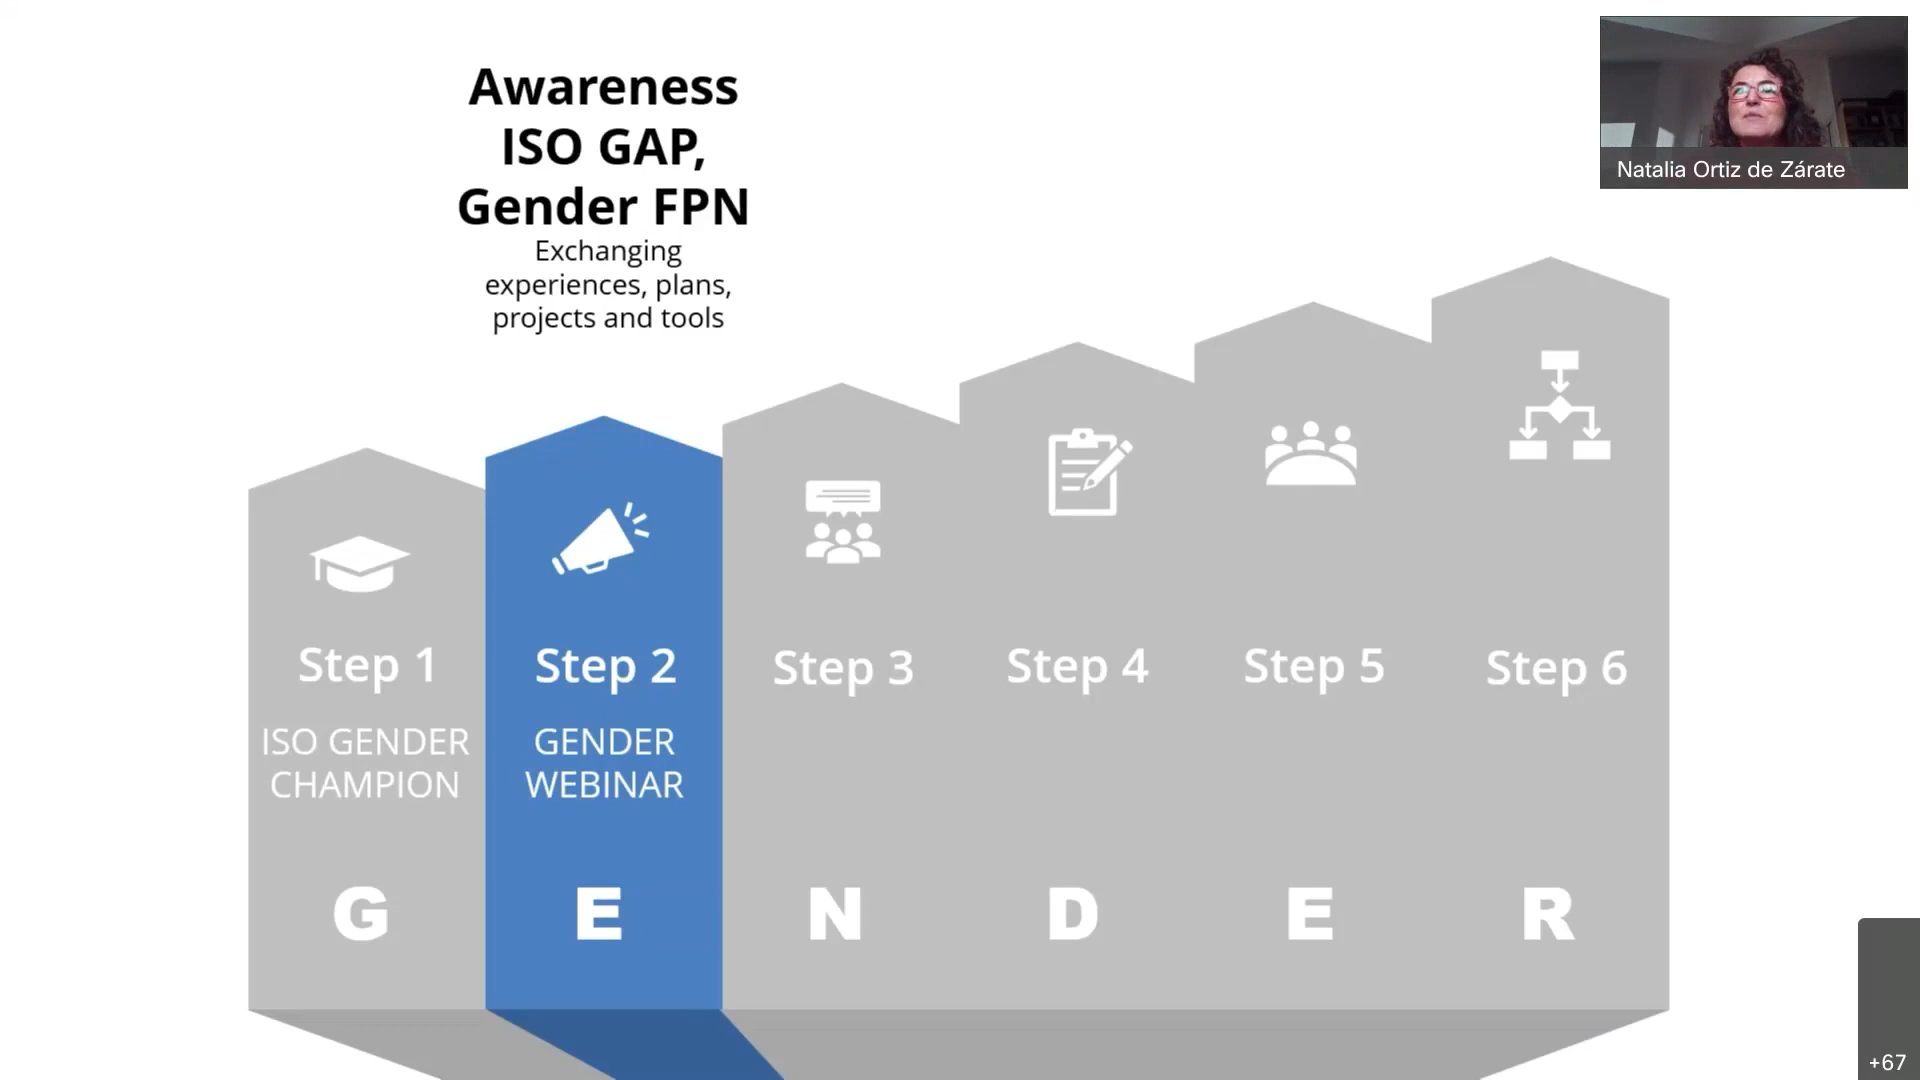 Awareness
ISO GAP,
Gender FPN
Exchanging
experiences, plans,
projects and tools
Natalia Ortiz de Zárate
Step 1
Step 2
Step 3
Step 4
Step 5
Step 6
ISO GENDER
CHAMPION
GENDER
WEBINAR
G
E
N
D
E
R
+67